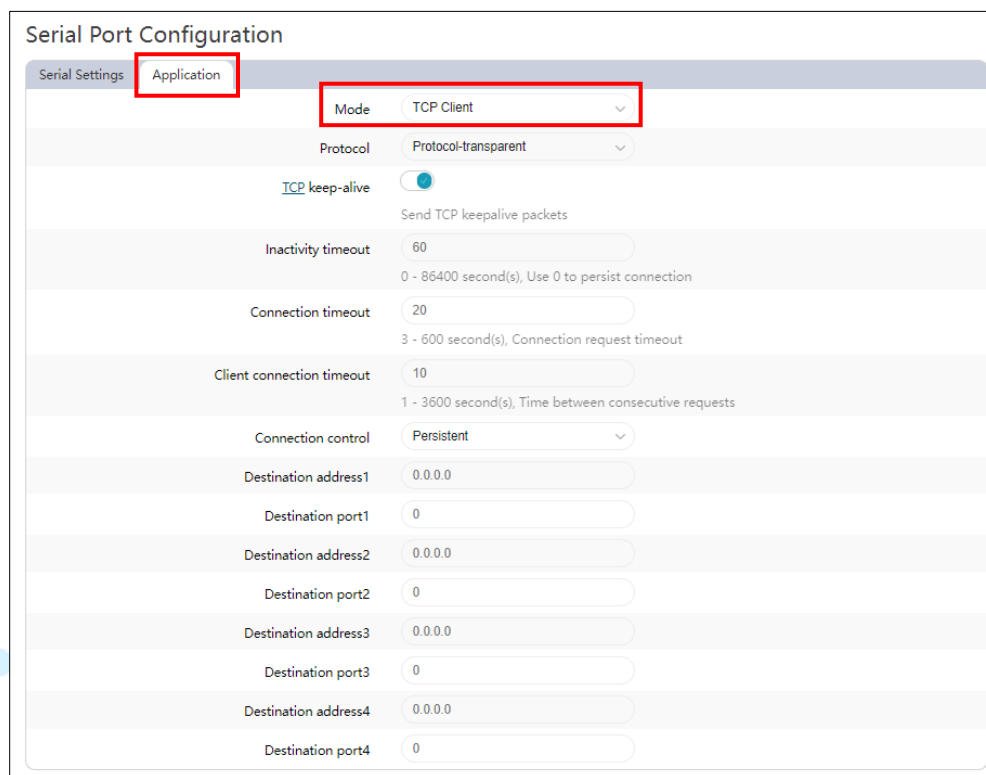 Serial Port Configuration
Serial Settings Application
Mode TCP Client
Protocol Protocol-transparent
TCP keep-alive
Send TCP keepalive packets
Inactivity timeout 60
0 - 86400 second(s), Use 0 to persist connection
Connection timeout 20
3 - 600 second(s), Connection request timeout
Client connection timeout 10
1 - 3600 second(s), Time between consecutive requests
Connection control Persistent
Destination address1 0.0.0.0
Destination port1 0
Destination address2 0.0.0.0
Destination port2 0
Destination address3 0.0.0.0
Destination port3 0
Destination address4 0.0.0.0
Destination port4 0